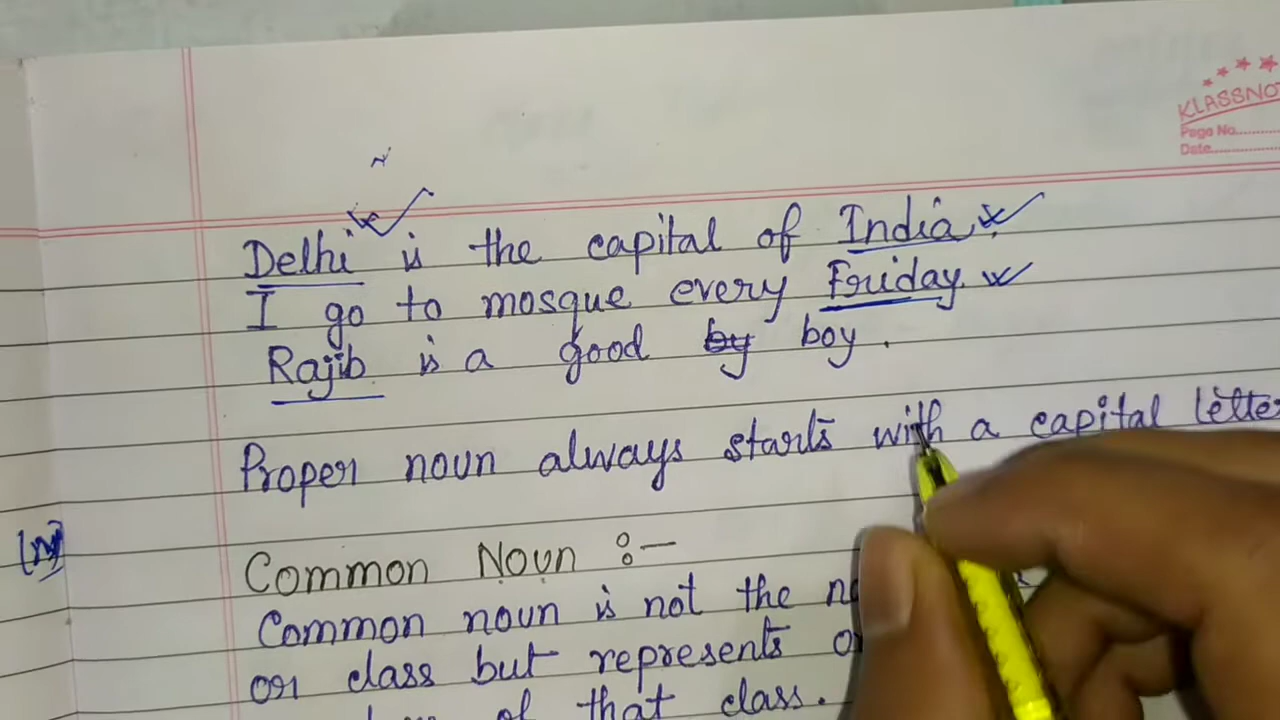 KLASSNO
Page No.
Date
Delhi is the capital of India
I go to mosque every Friday.
Rajib is a good by boy.
Proper noun always starts with a capital letter
Common Noun :-
Common noun is not the
or class but represents
of that class.